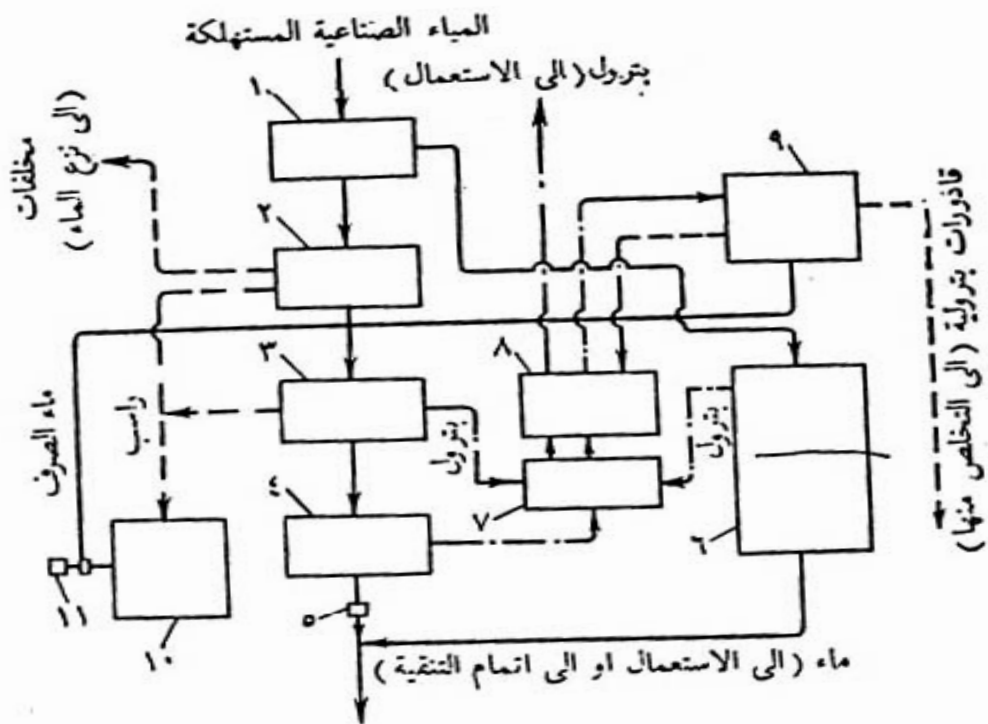 المياه الصناعية المستهلكة
بترول (الى الاستعمال)
١
٩
مخلفات
(الى نزع الماء)
٢
قاذورات بترولية (الى التخلص منها)
٣
٨
ماء الصرف
راسب
بترول
بترول
٤
٧
٦
١١
١٠
٥
ماء (الى الاستعمال او الى اتمام التنقية)